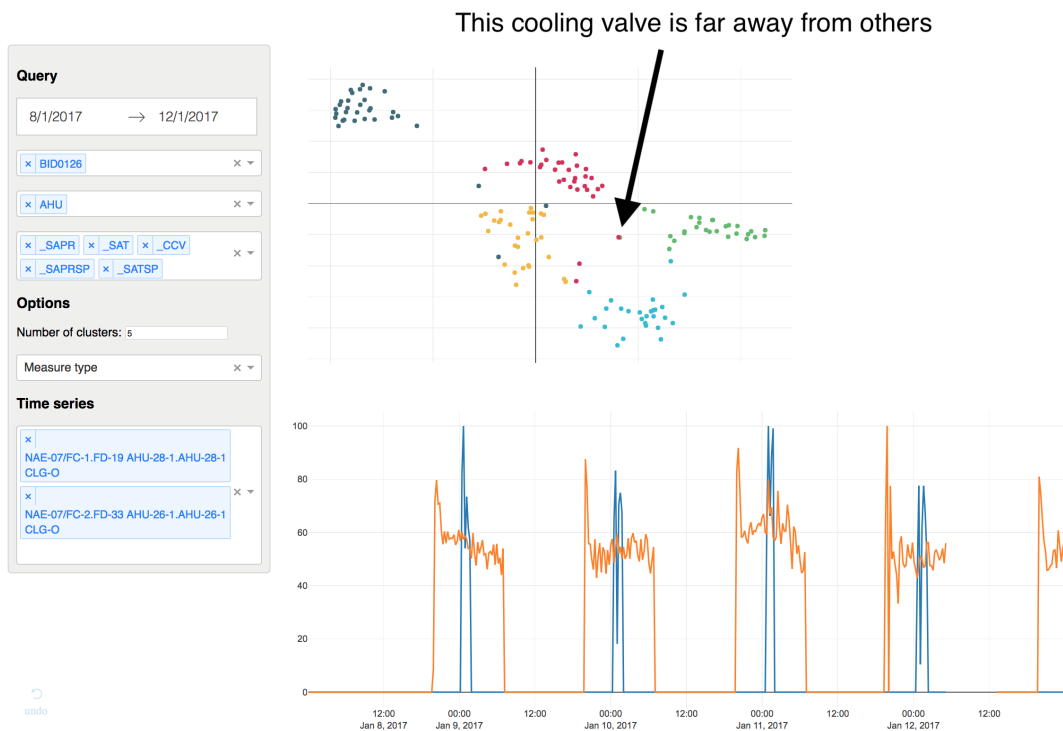 This cooling valve is far away from others
Query
8/1/2017 → 12/1/2017
× BID0126 ×
× AHU ×
× _SAPR × _SAT × _CCV ×
× _SAPRSP × _SATSP
Options
Number of clusters: 5
Measure type ×
Time series
×
NAE-07/FC-1.FD-19 AHU-28-1.AHU-28-1
CLG-O
×
×
NAE-07/FC-2.FD-33 AHU-26-1.AHU-26-1
CLG-O
undo
100
80
60
40
20
0
12:00 00:00 12:00 00:00 12:00 00:00 12:00 00:00 12:00
Jan 8, 2017 Jan 9, 2017 Jan 10, 2017 Jan 11, 2017 Jan 12, 2017